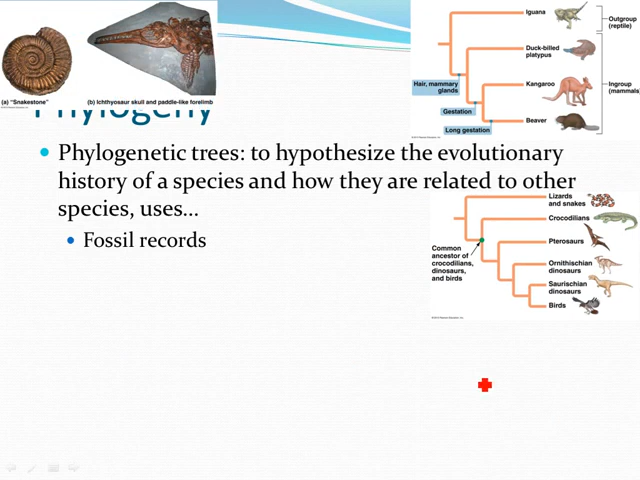 (a) "Snakestone"
(b) Ichthyosaur skull and paddle-like forelimb
Phylogeny
Phylogenetic trees: to hypothesize the evolutionary
history of a species and how they are related to other
species, uses…
Fossil records
Iguana
Outgroup
(reptile)
Duck-billed
platypus
Hair, mammary
glands
Kangaroo
Ingroup
(mammals)
Gestation
Beaver
Long gestation
Lizards
and snakes
Crocodilians
Pterosaurs
Common
ancestor of
crocodilians,
dinosaurs,
and birds
Ornithischian
dinosaurs
Saurischian
dinosaurs
Birds